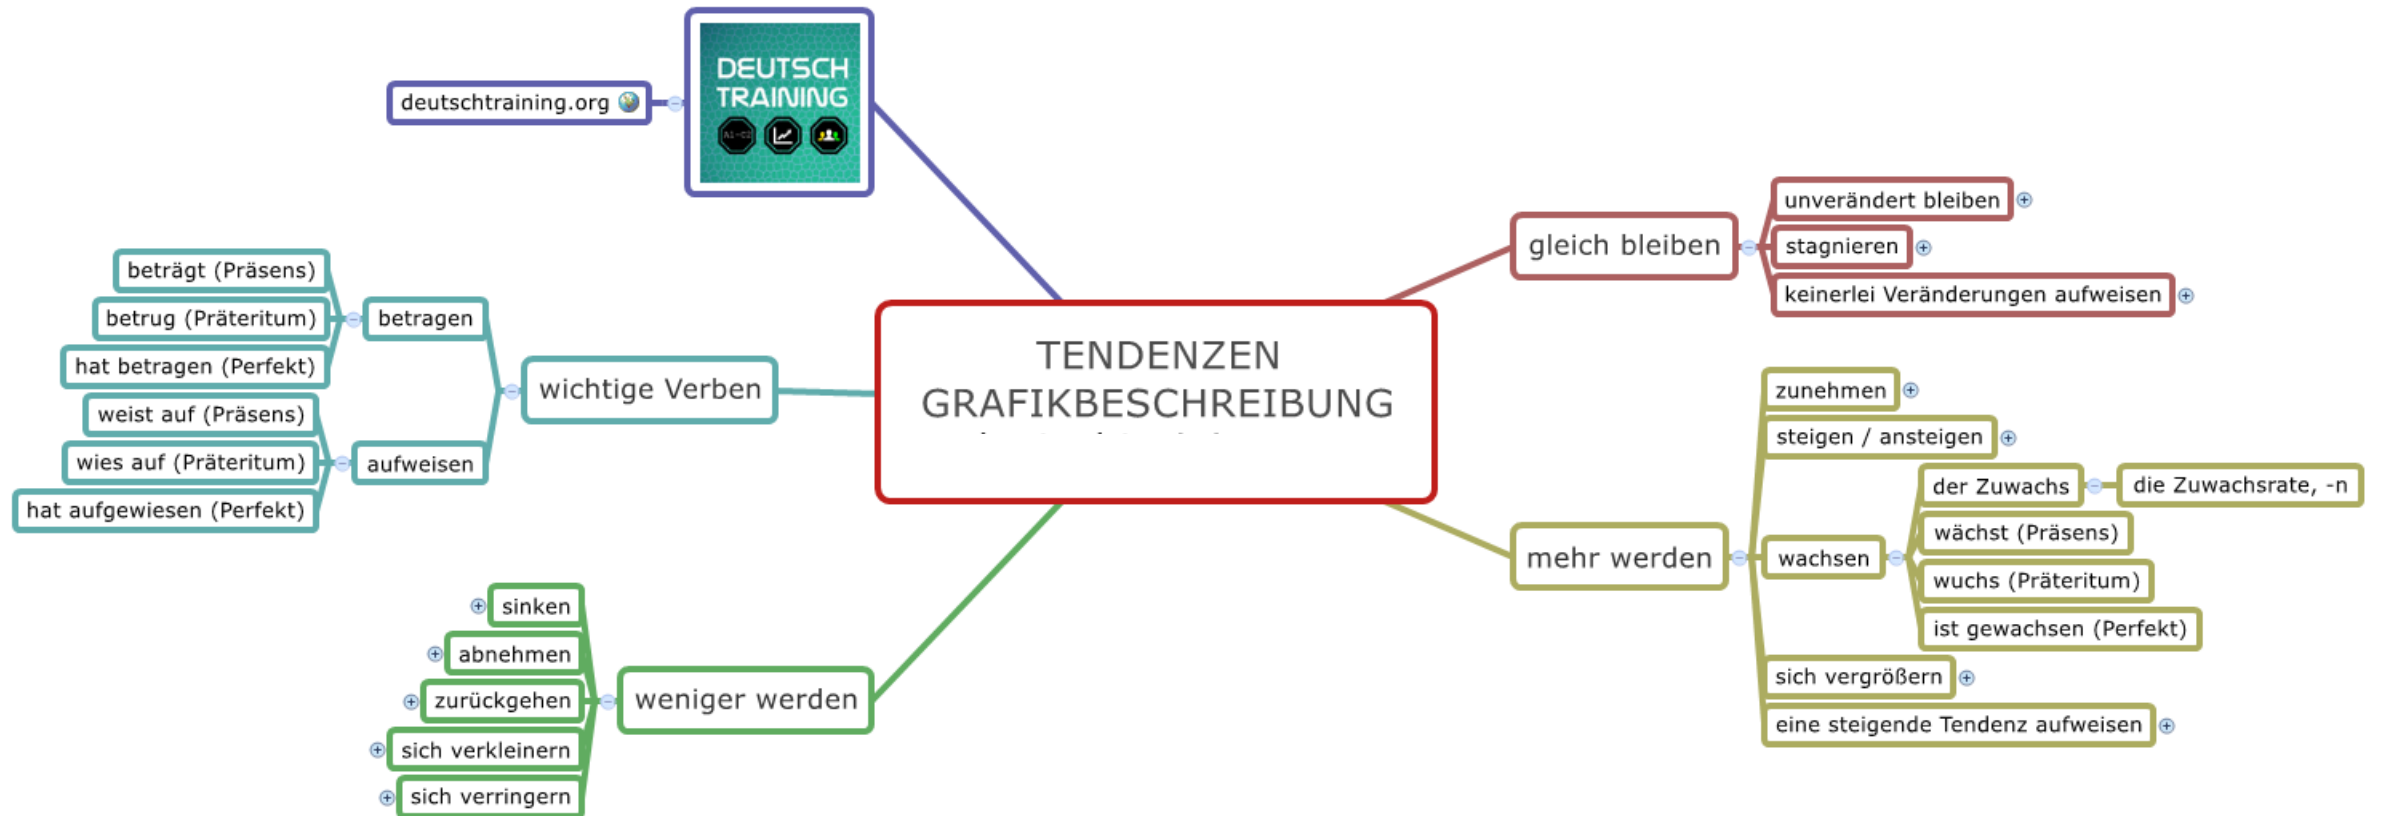 DEUTSCH
TRAINING
A1-C2
deutschtraining.org
TENDENZEN
GRAFIKBESCHREIBUNG
gleich bleiben
unverändert bleiben
stagnieren
keinerlei Veränderungen aufweisen
mehr werden
zunehmen
steigen / ansteigen
wachsen
der Zuwachs
die Zuwachsrate, -n
wächst (Präsens)
wuchs (Präteritum)
ist gewachsen (Perfekt)
sich vergrößern
eine steigende Tendenz aufweisen
wichtige Verben
betragen
beträgt (Präsens)
betrug (Präteritum)
hat betragen (Perfekt)
aufweisen
weist auf (Präsens)
wies auf (Präteritum)
hat aufgewiesen (Perfekt)
weniger werden
sinken
abnehmen
zurückgehen
sich verkleinern
sich verringern